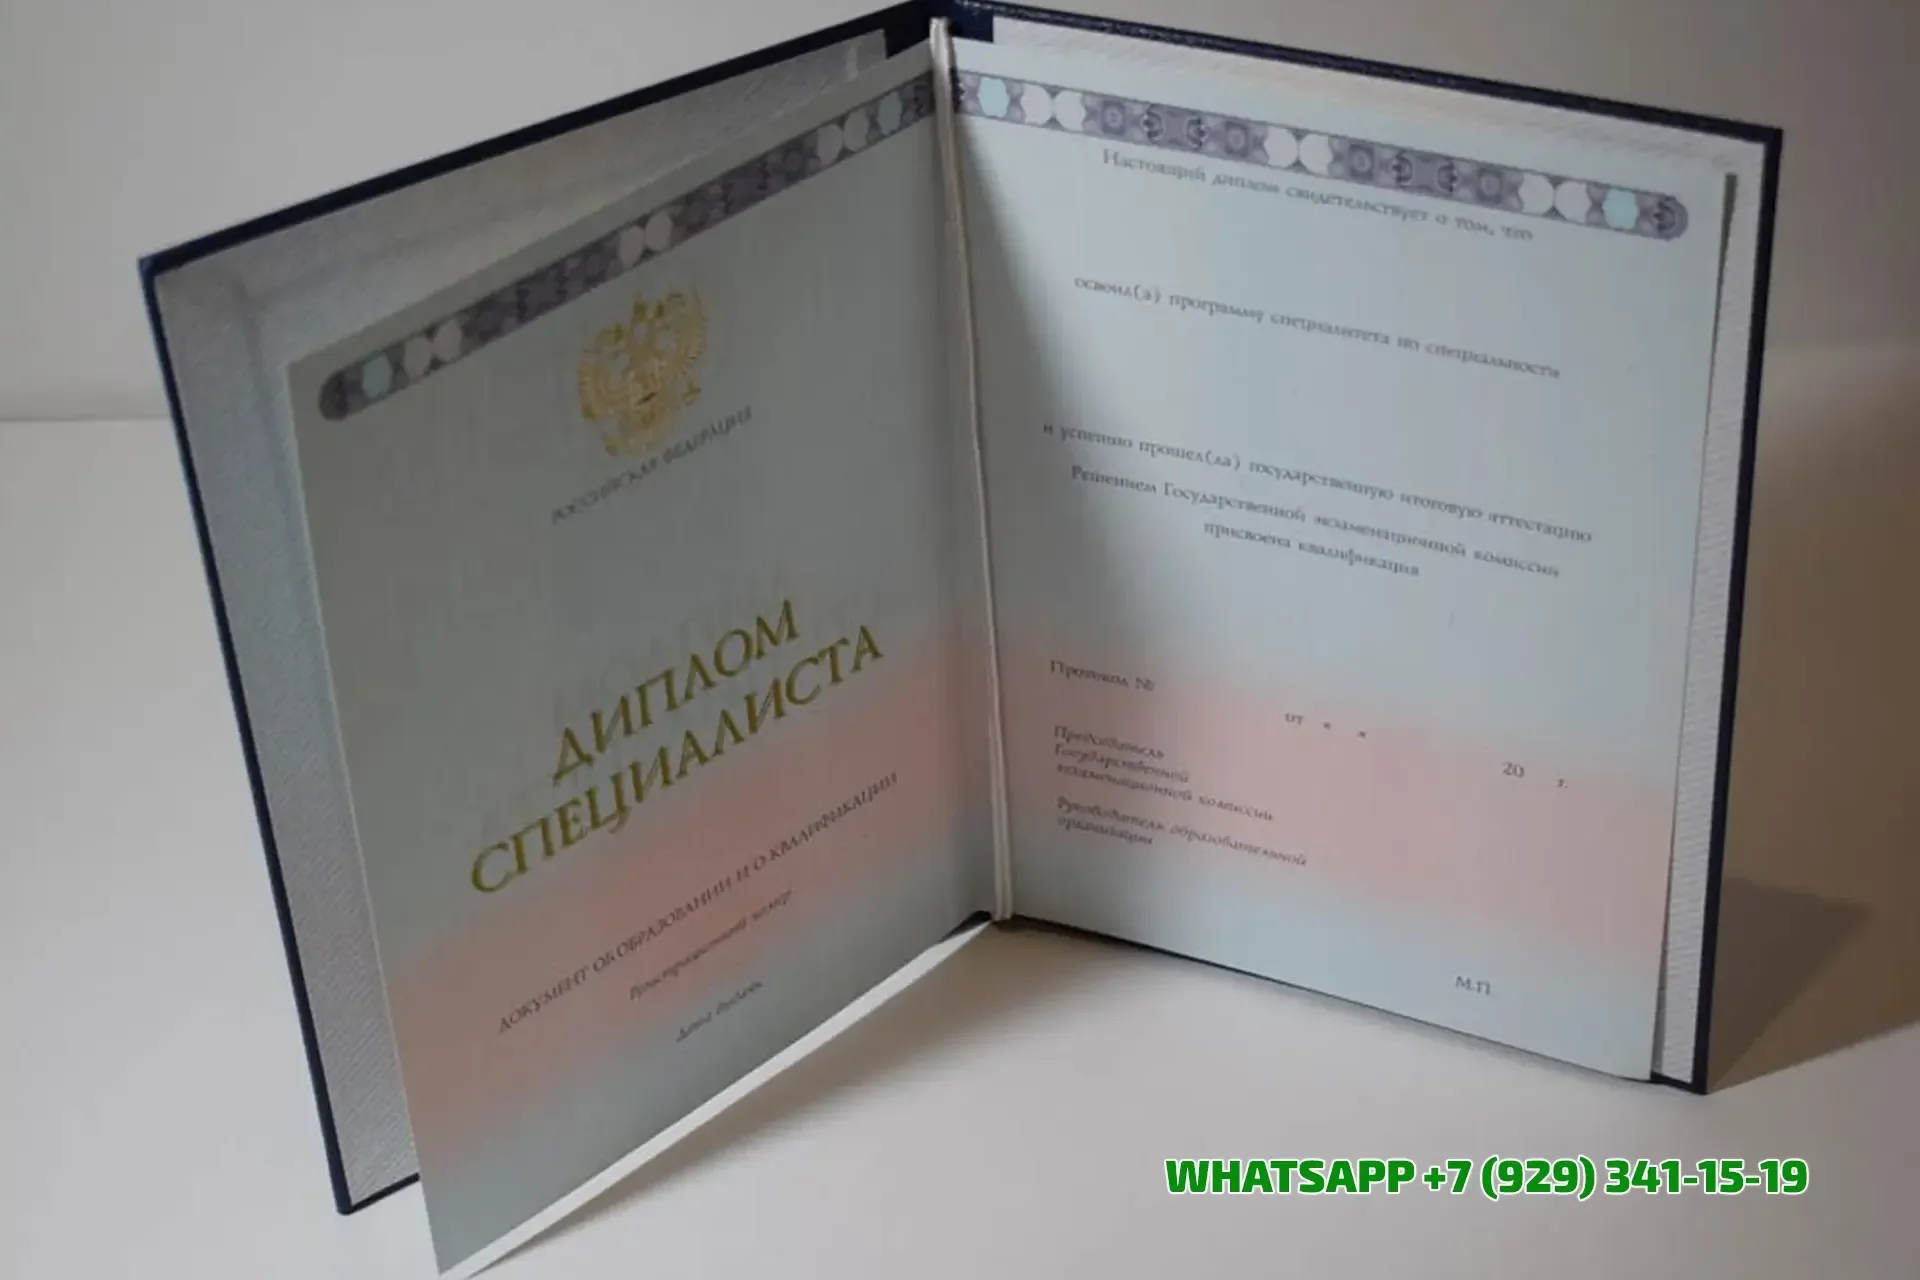 РОССИЙСКАЯ ФЕДЕРАЦИЯ
ДИПЛОМ
СПЕЦИАЛИСТА
ДОКУМЕНТ ОБ ОБРАЗОВАНИИ И О КВАЛИФИКАЦИИ
Регистрационный номер
Дата выдачи
Настоящий диплом свидетельствует о том, что
освоил(а) программу специалитета по специальности
и успешно прошел(ла) государственную итоговую аттестацию
Решением Государственной экзаменационной комиссии
присвоена квалификация
Протокол №
от « »
20 г.
Председатель
Государственной
экзаменационной комиссии
Руководитель образовательной
организации
М.П.
WHATSAPP +7 (929) 341-15-19